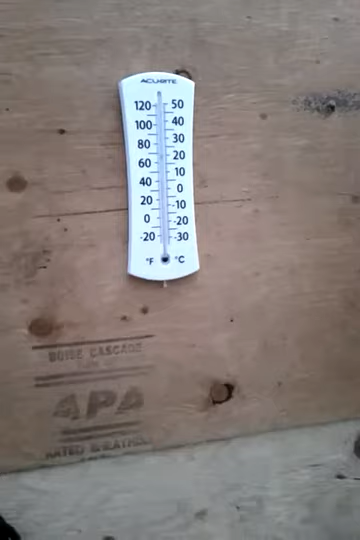 ACURITE
120 50
100 40
80 30
60 20
40 10
20 0
0 -10
-20 -20
-30
°F °C
BOISE CASCADE
APA
RATED SHEATHING